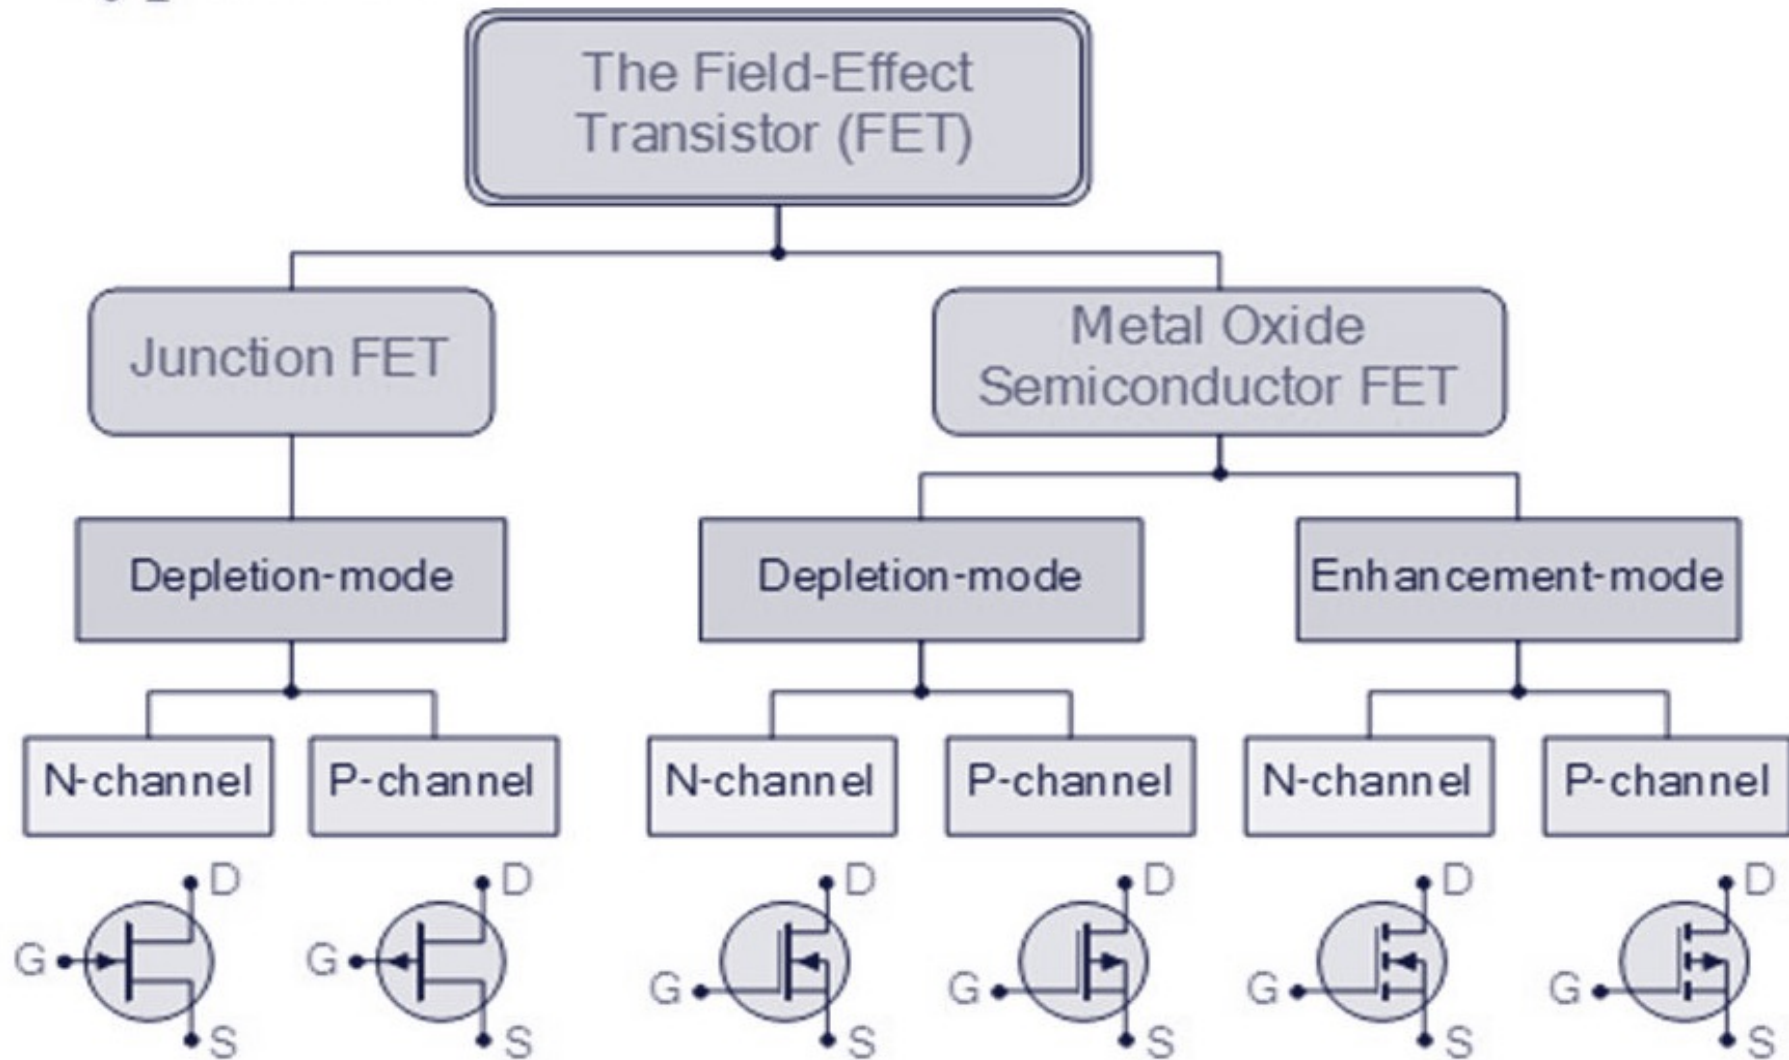 The Field-Effect
Transistor (FET)
Junction FET
Metal Oxide
Semiconductor FET
Depletion-mode
Depletion-mode
Enhancement-mode
N-channel
P-channel
N-channel
P-channel
N-channel
P-channel
D
D
D
D
D
D
G
G
G
G
G
G
S
S
S
S
S
S